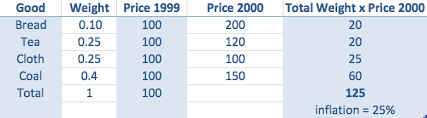 Good Weight Price 1999 Price 2000 Total Weight x Price 2000
Bread 0.10 100 200 20
Tea 0.25 100 120 20
Cloth 0.25 100 100 25
Coal 0.4 100 150 60
Total 1 100 125
inflation = 25%